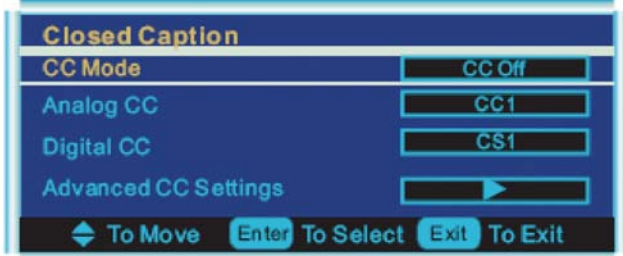 Closed Caption
CC Mode CC Off
Analog CC CC1
Digital CC CS1
Advanced CC Settings
To Move Enter To Select Exit To Exit